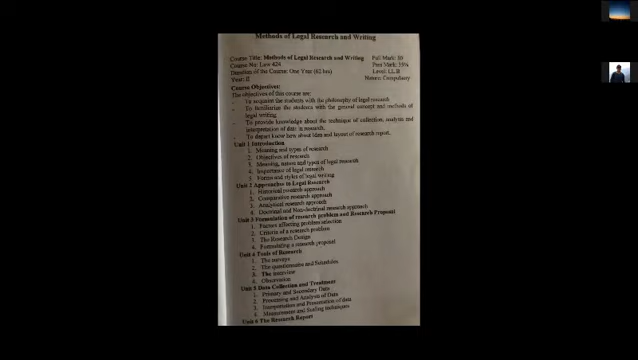 Methods of Legal Research and Writing
Course Title: Methods of Legal Research and Writing Full Mark: 50
Course No: Law 424 Pass Mark: 35%
Duration of the Course: One Year (62 hrs) Level: LL.B
Year: II Nature: Compulsory
Course Objectives:
The objectives of this course are:
- To acquaint the students with the philosophy of legal research
- To familiarize the students with the general concept and methods of
legal writing
- To provide knowledge about the technique of collection, analysis and
interpretation of data in research.
- To depart know how about idea and layout of research report.
Unit 1 Introduction
1. Meaning and types of research
2. Objectives of research
3. Meaning, nature and types of legal research
4. Importance of legal research
5. Forms and styles of legal writing
Unit 2 Approaches to Legal Research
1. Historical research approach
2. Comparative research approach
3. Analytical research approach
4. Doctrinal and Non-doctrinal research approach
Unit 3 Formulation of research problem and Research Proposal
1. Factors affecting problem selection
2. Criteria of a research problem
3. The Research Design
4. Formulating a research proposal
Unit 4 Tools of Research
1. The surveys
2. The questionnaire and Schedules
3. The interview
4. Observation
Unit 5 Data Collection and Treatment
1. Primary and Secondary Data
2. Processing and Analysis of Data
3. Interpretation and Presentation of data
4. Measurement and Scaling techniques
Unit 6 The Research Report